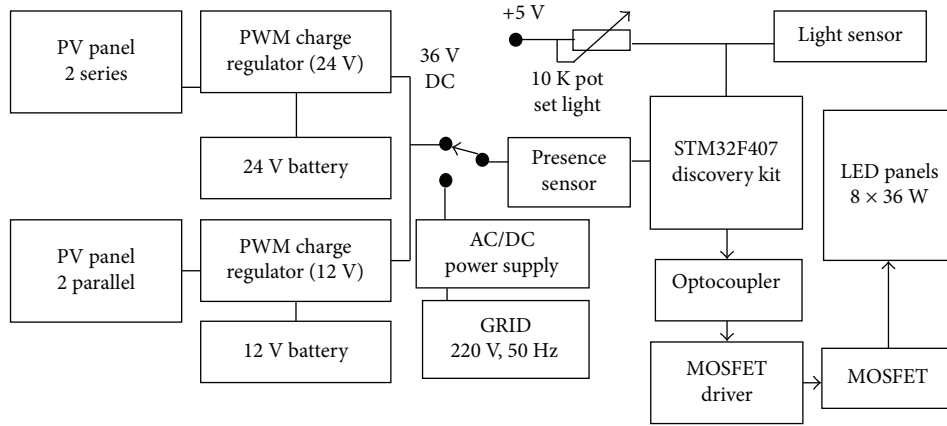 PV panel
2 series
PWM charge
regulator (24 V)
24 V battery
PV panel
2 parallel
PWM charge
regulator (12 V)
12 V battery
36 V
DC
+5 V
10 K pot
set light
Light sensor
Presence
sensor
STM32F407
discovery kit
LED panels
8 × 36 W
AC/DC
power supply
GRID
220 V, 50 Hz
Optocoupler
MOSFET
driver
MOSFET